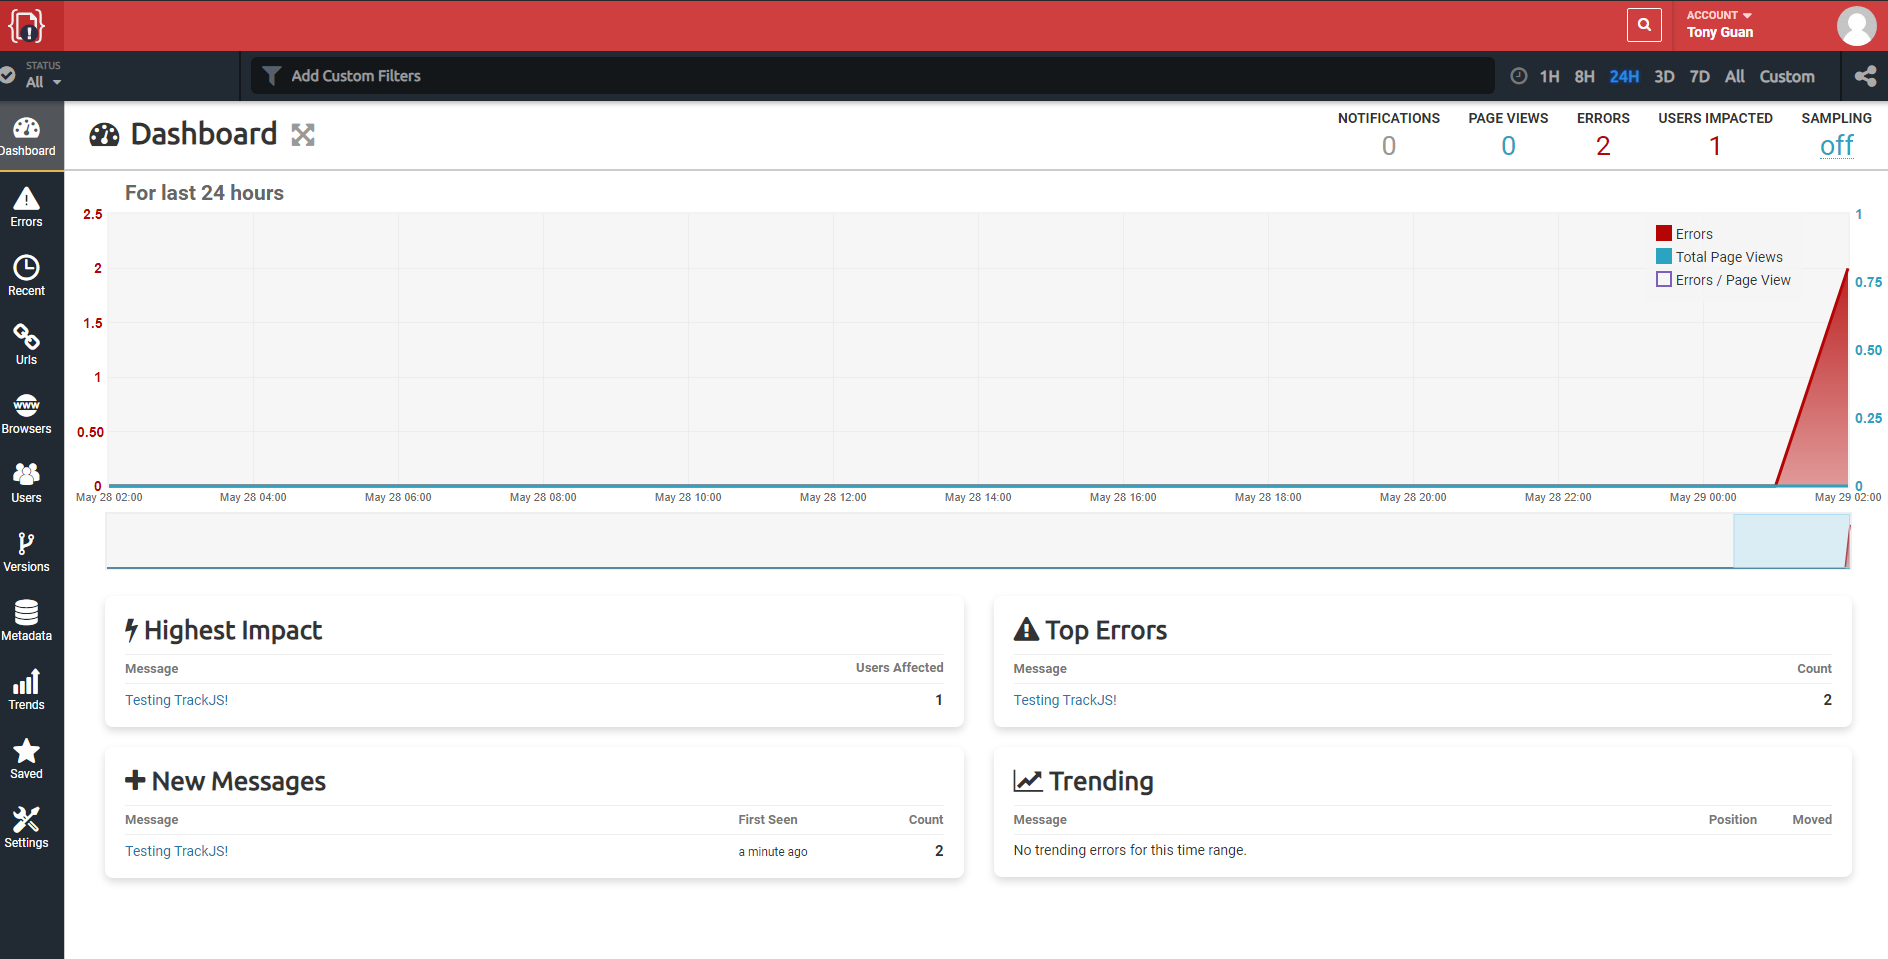 ACCOUNT
Tony Guan
STATUS
All
Add Custom Filters
1H 8H 24H 3D 7D All Custom
Dashboard
Errors
Recent
Urls
www
Browsers
Users
Versions
Metadata
Trends
Saved
Settings
Dashboard
NOTIFICATIONS PAGE VIEWS ERRORS USERS IMPACTED SAMPLING
0 0 2 1 off
For last 24 hours
2.5
2
1.5
1
0.50
0
1
0.75
0.50
0.25
0
Errors
Total Page Views
Errors / Page View
May 28 02:00 May 28 04:00 May 28 06:00 May 28 08:00 May 28 10:00 May 28 12:00 May 28 14:00 May 28 16:00 May 28 18:00 May 28 20:00 May 28 22:00 May 29 00:00 May 29 02:00
Highest Impact
Message Users Affected
Testing TrackJS! 1
Top Errors
Message Count
Testing TrackJS! 2
New Messages
Message First Seen Count
Testing TrackJS! a minute ago 2
Trending
Message Position Moved
No trending errors for this time range.